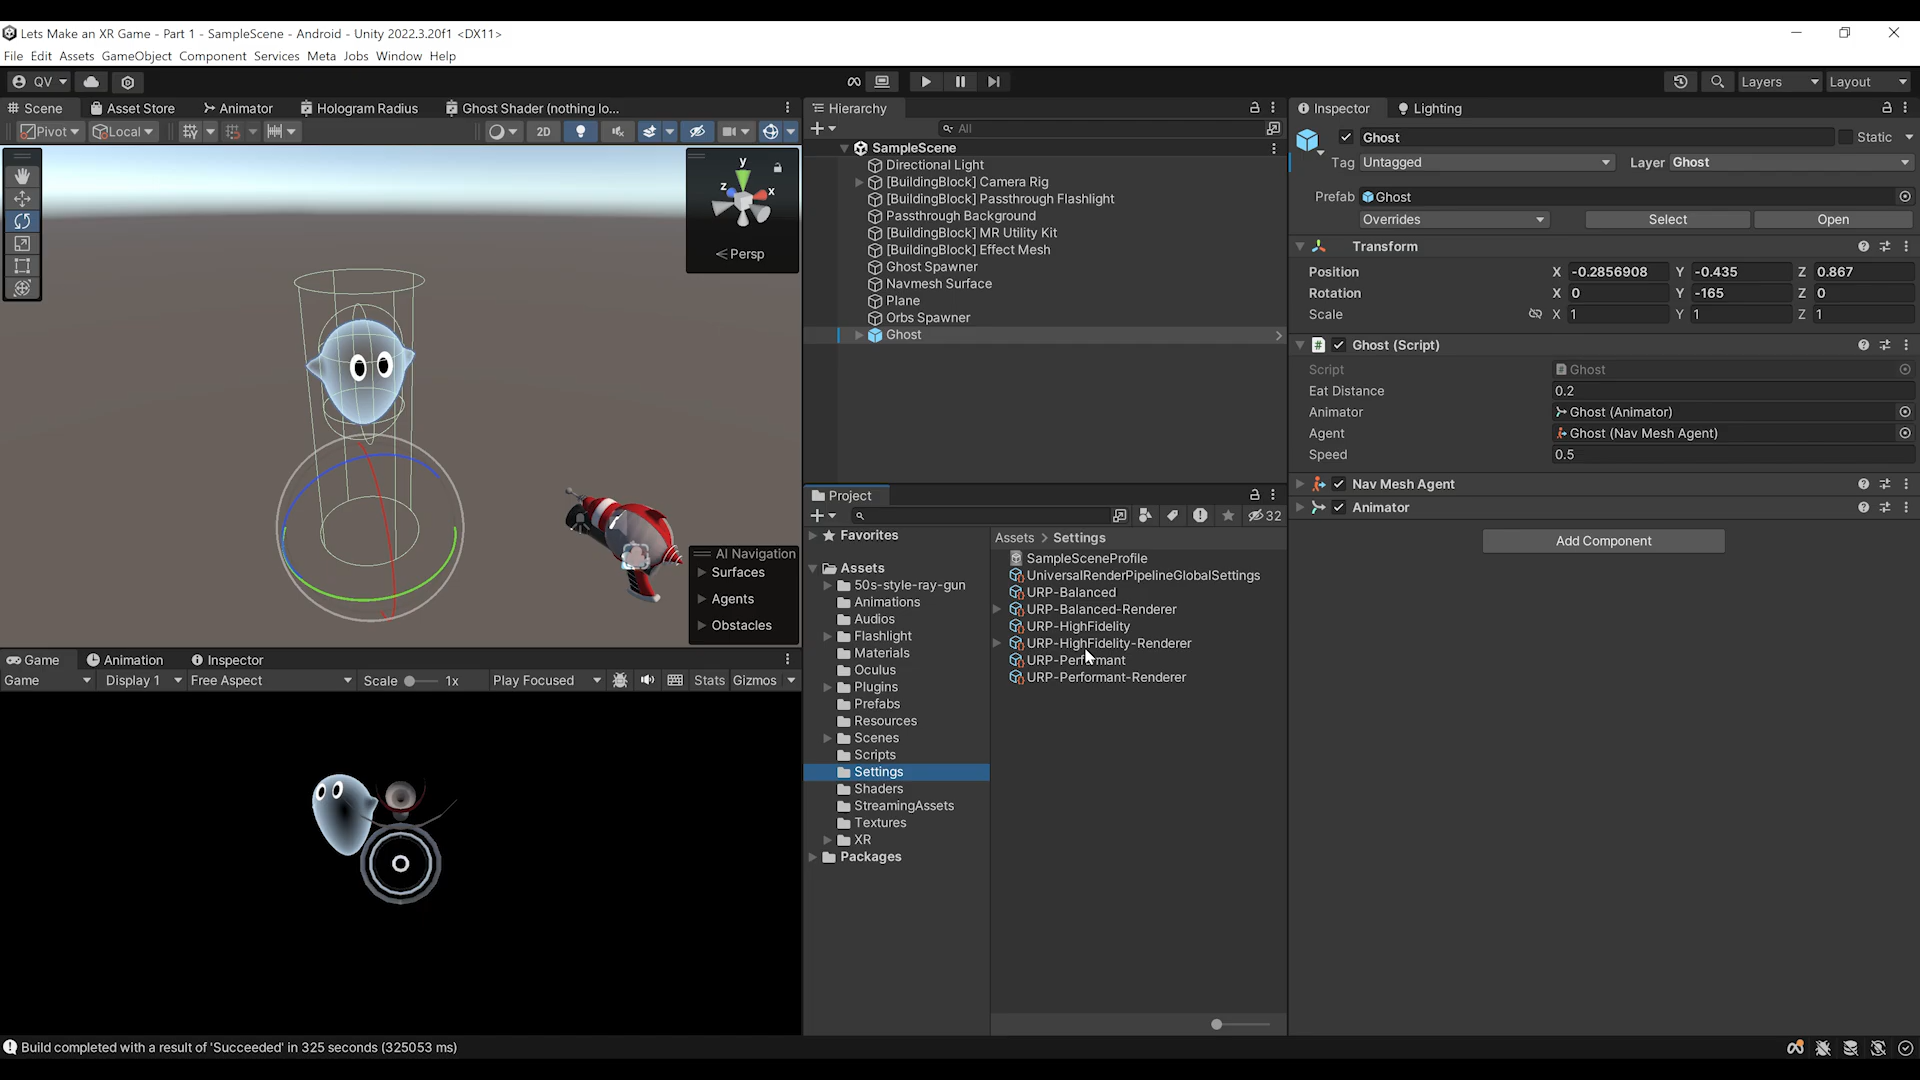 Lets Make an XR Game - Part 1 - SampleScene - Android - Unity 2022.3.20f1 <DX11>
File Edit Assets GameObject Component Services Meta Jobs Window Help
QV Layers Layout
Scene Asset Store Animator Hologram Radius Ghost Shader (nothing lo...
Pivot Local 2D
y
z x
Persp
AI Navigation
Surfaces
Agents
Obstacles
Game Animation Inspector
Game Display 1 Free Aspect Scale 1x Play Focused Stats Gizmos
Hierarchy
All
SampleScene
Directional Light
[BuildingBlock] Camera Rig
[BuildingBlock] Passthrough Flashlight
Passthrough Background
[BuildingBlock] MR Utility Kit
[BuildingBlock] Effect Mesh
Ghost Spawner
Navmesh Surface
Plane
Orbs Spawner
Ghost
Project
32
Favorites
Assets
50s-style-ray-gun
Animations
Audios
Flashlight
Materials
Oculus
Plugins
Prefabs
Resources
Scenes
Scripts
Settings
Shaders
StreamingAssets
Textures
XR
Packages
Assets > Settings
SampleSceneProfile
UniversalRenderPipelineGlobalSettings
URP-Balanced
URP-Balanced-Renderer
URP-HighFidelity
URP-HighFidelity-Renderer
URP-Performant
URP-Performant-Renderer
Inspector Lighting
Ghost Static
Tag Untagged Layer Ghost
Prefab Ghost
Overrides Select Open
Transform
Position X -0.2856908 Y -0.435 Z 0.867
Rotation X 0 Y -165 Z 0
Scale X 1 Y 1 Z 1
Ghost (Script)
Script Ghost
Eat Distance 0.2
Animator Ghost (Animator)
Agent Ghost (Nav Mesh Agent)
Speed 0.5
Nav Mesh Agent
Animator
Add Component
Build completed with a result of 'Succeeded' in 325 seconds (325053 ms)